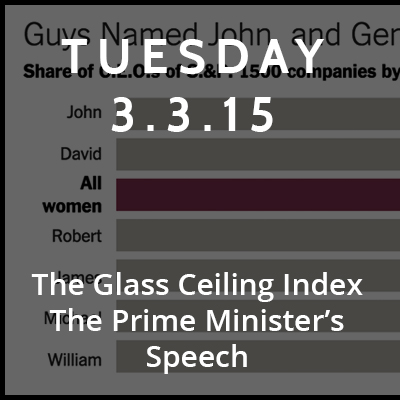 Guys Named John, and Gen
TUESDAY
Share of C.E.O.s of S.&P. 1500 companies by
3.3.15
John
David
All
women
Robert
James
The Glass Ceiling Index
Michael
The Prime Minister's
Speech
William